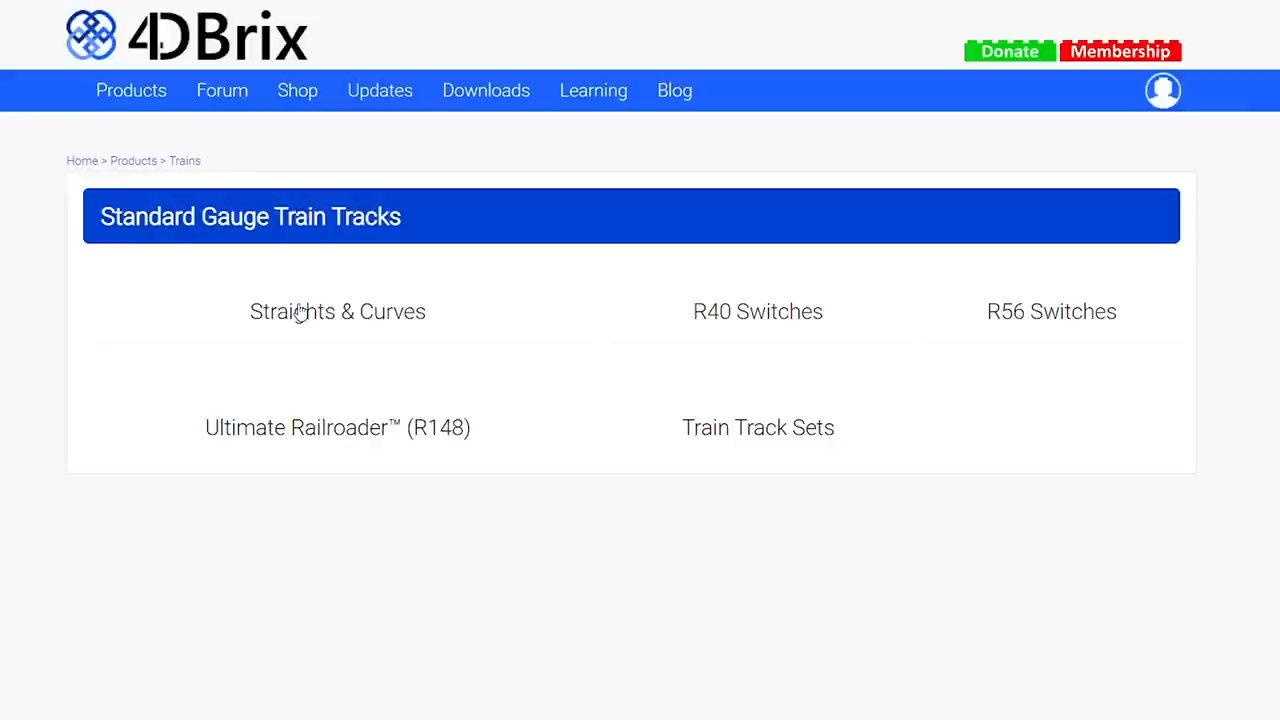 4DBrix
Donate Membership
Products Forum Shop Updates Downloads Learning Blog
Home > Products > Trains
Standard Gauge Train Tracks
Straights & Curves R40 Switches R56 Switches
Ultimate Railroader™ (R148) Train Track Sets